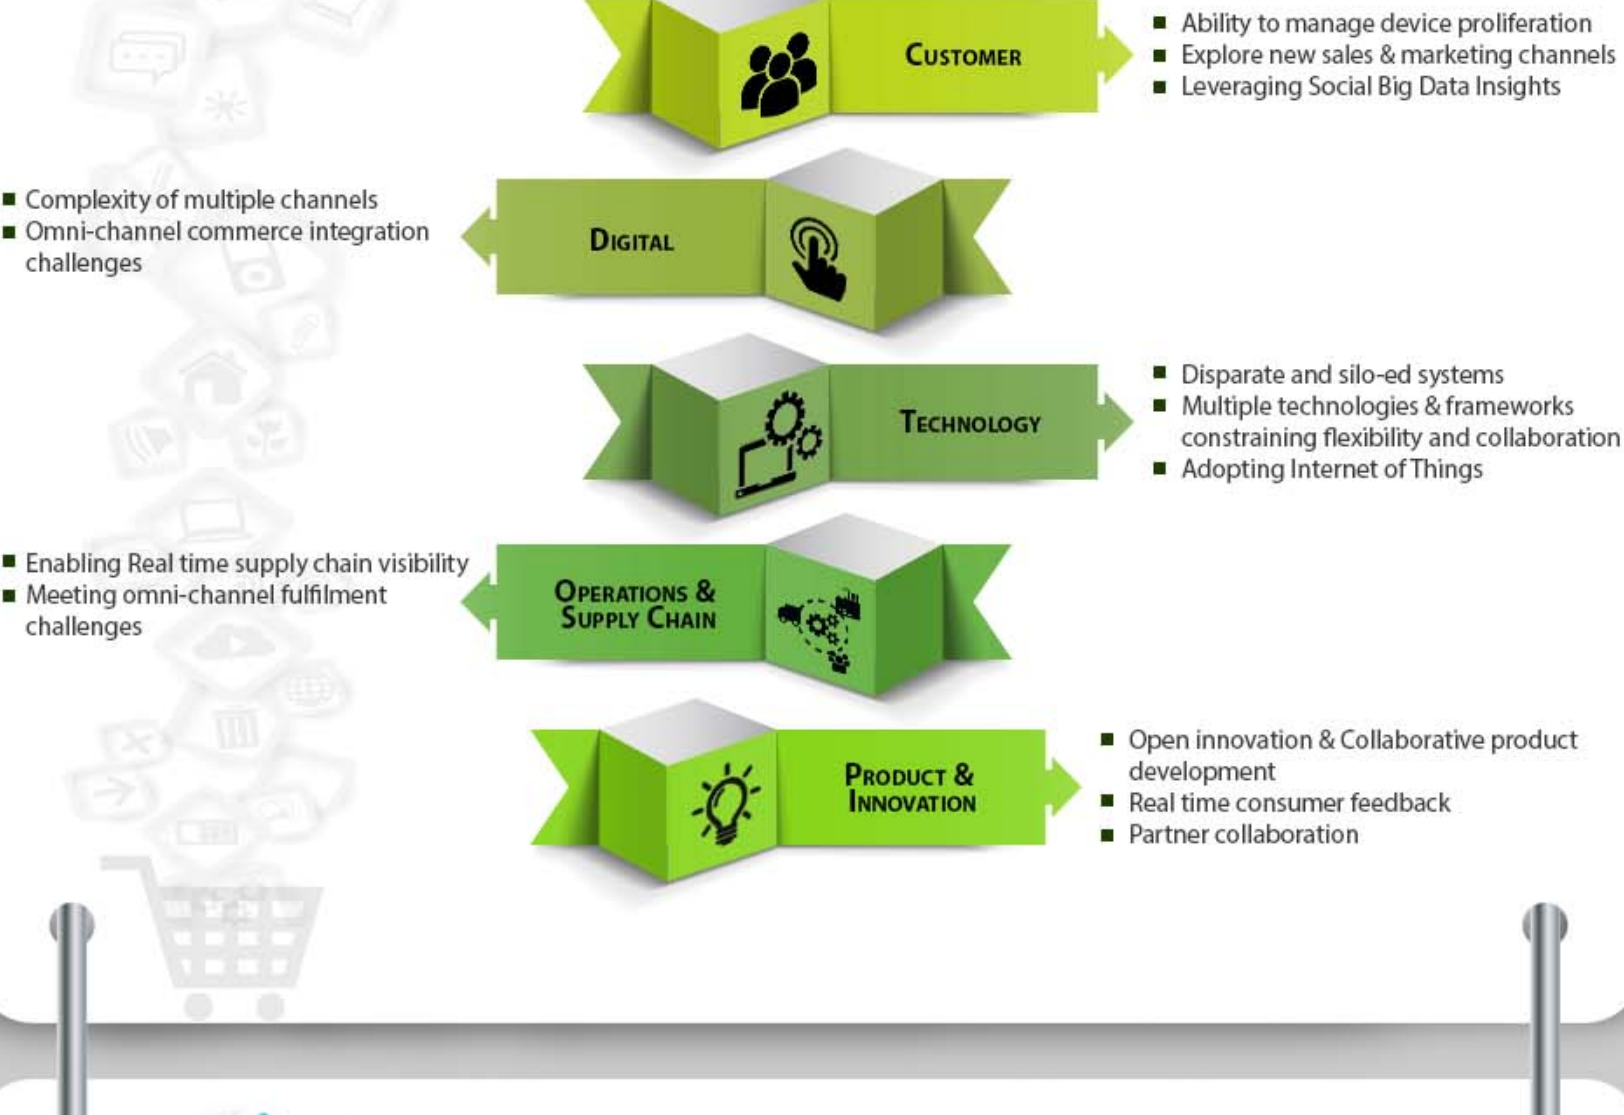 CUSTOMER
■ Ability to manage device proliferation
■ Explore new sales & marketing channels
■ Leveraging Social Big Data Insights
■ Complexity of multiple channels
■ Omni-channel commerce integration
challenges
DIGITAL
TECHNOLOGY
■ Disparate and silo-ed systems
■ Multiple technologies & frameworks
constraining flexibility and collaboration
■ Adopting Internet of Things
■ Enabling Real time supply chain visibility
■ Meeting omni-channel fulfilment
challenges
OPERATIONS &
SUPPLY CHAIN
PRODUCT &
INNOVATION
■ Open innovation & Collaborative product
development
■ Real time consumer feedback
■ Partner collaboration